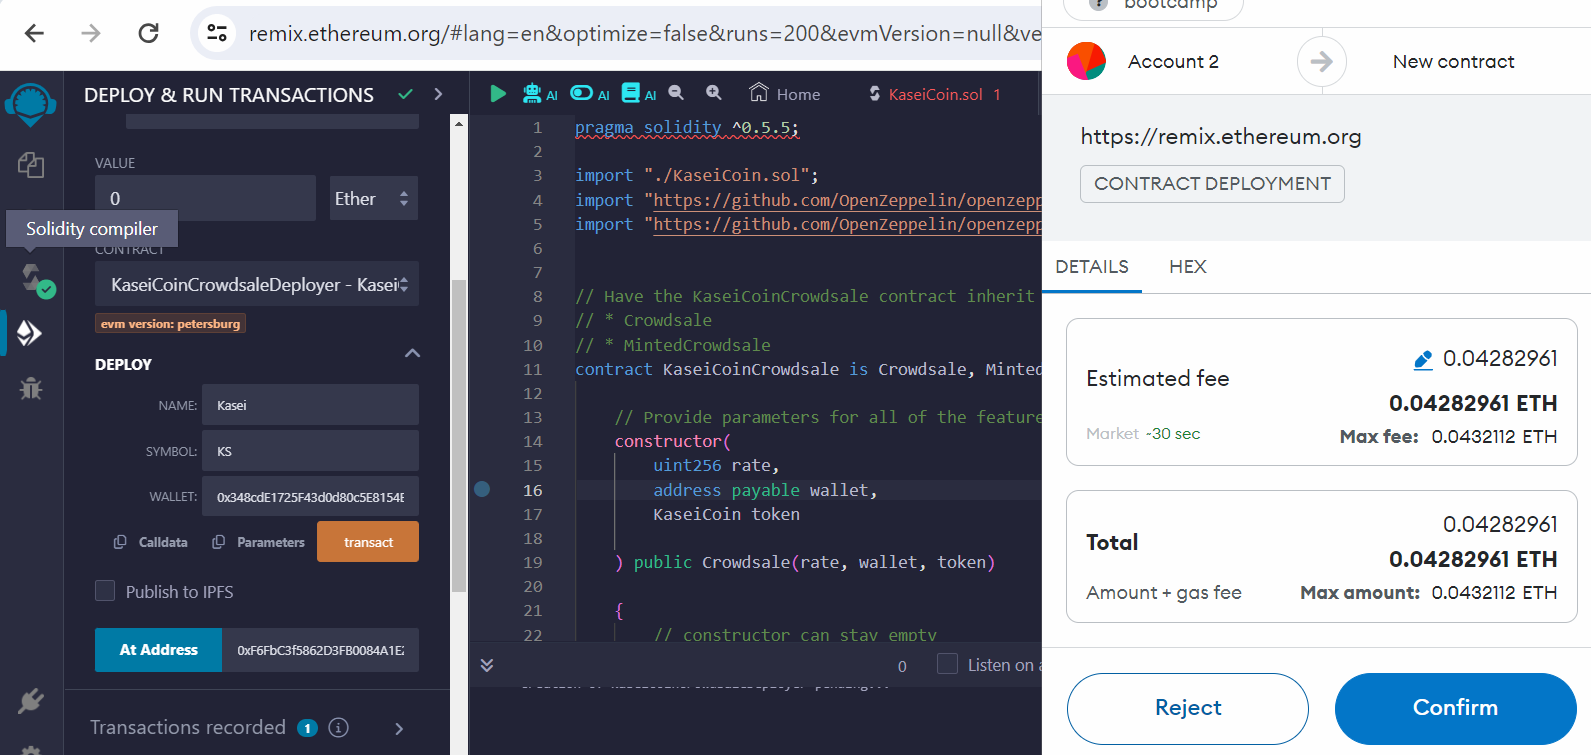 remix.ethereum.org/#lang=en&optimize=false&runs=200&evmVersion=null&ve
DEPLOY & RUN TRANSACTIONS
VALUE
0
Ether
Solidity compiler
CONTRACT
KaseiCoinCrowdsaleDeployer - Kasei
evm version: petersburg
DEPLOY
NAME:
Kasei
SYMBOL:
KS
WALLET:
0x348cdE1725F43d0d80c5E8154E
Calldata
Parameters
transact
Publish to IPFS
At Address
0xF6FbC3f5862D3FB0084A1E2
Transactions recorded 1 i
AI AI AI
Home
KaseiCoin.sol 1
1 pragma solidity ^0.5.5;
2
3 import "./KaseiCoin.sol";
4 import "https://github.com/OpenZeppelin/openzepp
5 import "https://github.com/OpenZeppelin/openzepp
6
7
8 // Have the KaseiCoinCrowdsale contract inherit
9 // * Crowdsale
10 // * MintedCrowdsale
11 contract KaseiCoinCrowdsale is Crowdsale, Minted
12
13 // Provide parameters for all of the feature
14 constructor(
15 uint256 rate,
16 address payable wallet,
17 KaseiCoin token
18
19 ) public Crowdsale(rate, wallet, token)
20
21 {
22 // constructor can stay empty
0
Listen on a
creation of KaseiCoinCrowdsaleDeployer pending...
? bootcamp
Account 2
New contract
https://remix.ethereum.org
CONTRACT DEPLOYMENT
DETAILS
HEX
Estimated fee
0.04282961
0.04282961 ETH
Market ~30 sec
Max fee: 0.0432112 ETH
Total
0.04282961
0.04282961 ETH
Amount + gas fee
Max amount: 0.0432112 ETH
Reject
Confirm